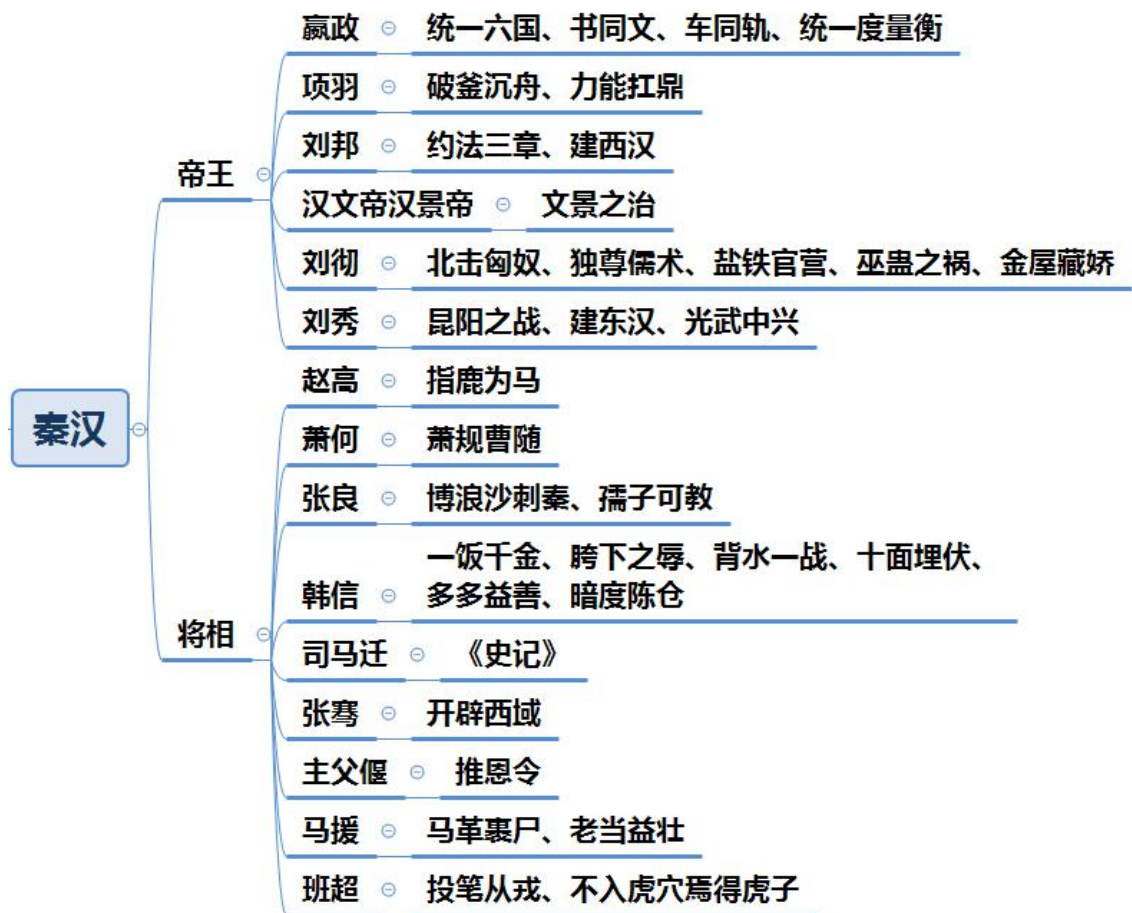 秦汉
帝王
嬴政
统一六国、书同文、车同轨、统一度量衡
项羽
破釜沉舟、力能扛鼎
刘邦
约法三章、建西汉
汉文帝汉景帝
文景之治
刘彻
北击匈奴、独尊儒术、盐铁官营、巫蛊之祸、金屋藏娇
刘秀
昆阳之战、建东汉、光武中兴
将相
赵高
指鹿为马
萧何
萧规曹随
张良
博浪沙刺秦、孺子可教
韩信
一饭千金、胯下之辱、背水一战、十面埋伏、
多多益善、暗度陈仓
司马迁
《史记》
张骞
开辟西域
主父偃
推恩令
马援
马革裹尸、老当益壮
班超
投笔从戎、不入虎穴焉得虎子